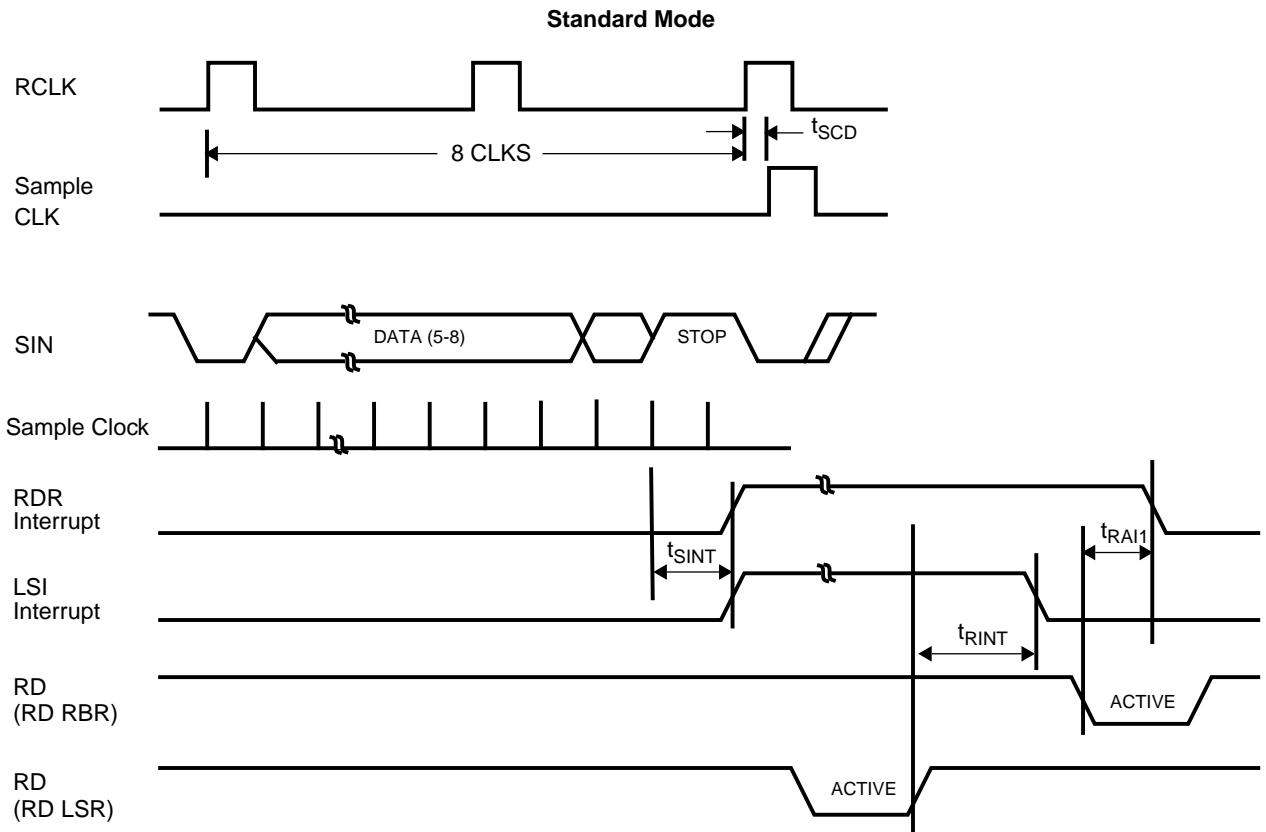 Standard Mode
RCLK
tSCD
8 CLKS
Sample
CLK
SIN
DATA (5-8)
STOP
Sample Clock
RDR
Interrupt
tRAI1
tSINT
LSI
Interrupt
tRINT
RD
(RD RBR)
ACTIVE
RD
(RD LSR)
ACTIVE